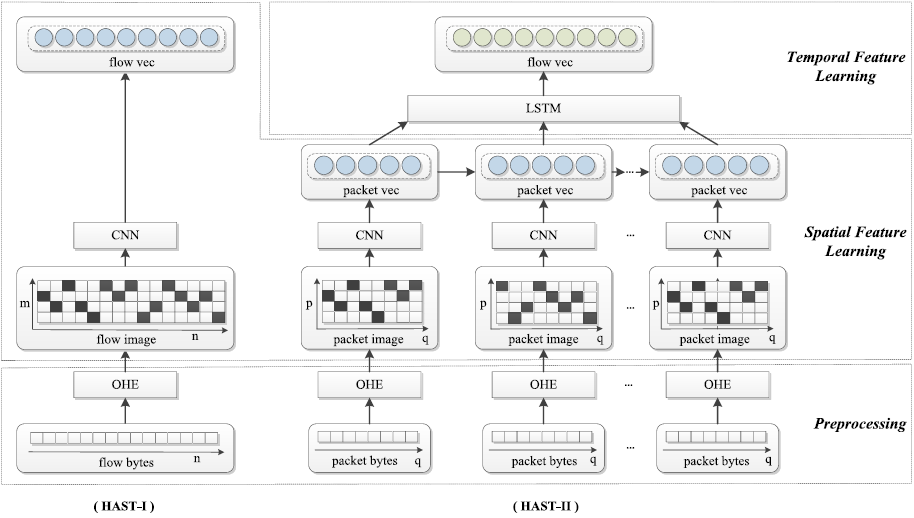 flow vec
flow vec
Temporal Feature
Learning
LSTM
packet vec
packet vec
...
packet vec
CNN
CNN
CNN
...
CNN
Spatial Feature
Learning
m
flow image
n
p
packet image
q
p
packet image
q
...
p
packet image
q
OHE
OHE
OHE
...
OHE
Preprocessing
flow bytes
n
packet bytes
q
packet bytes
q
...
packet bytes
q
( HAST-I )
( HAST-II )